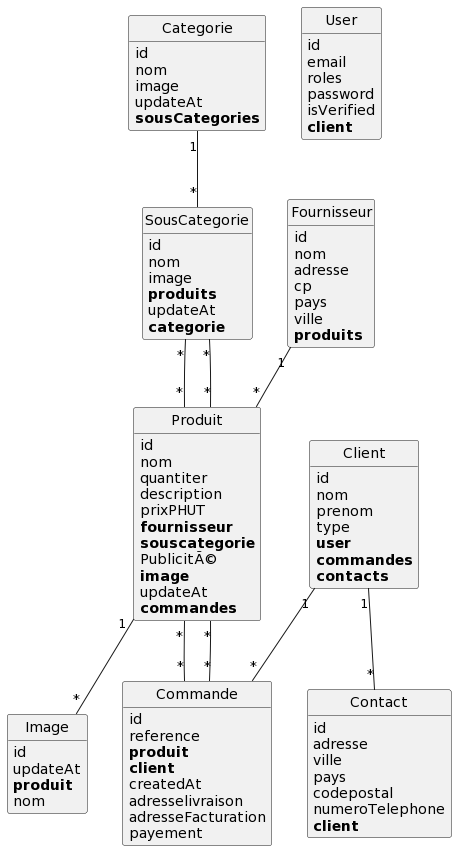 Categorie
id
nom
image
updateAt
sousCategories
User
id
email
roles
password
isVerified
client
1
*
SousCategorie
id
nom
image
produits
updateAt
categorie
Fournisseur
id
nom
adresse
cp
pays
ville
produits
* *
* *
1
*
Produit
id
nom
quantiter
description
prixPHUT
fournisseur
souscategorie
PublicitÃ©
image
updateAt
commandes
Client
id
nom
prenom
type
user
commandes
contacts
1
*
* *
* *
1
*
1
*
Image
id
updateAt
produit
nom
Commande
id
reference
produit
client
createdAt
adresselivraison
adresseFacturation
payement
Contact
id
adresse
ville
pays
codepostal
numeroTelephone
client